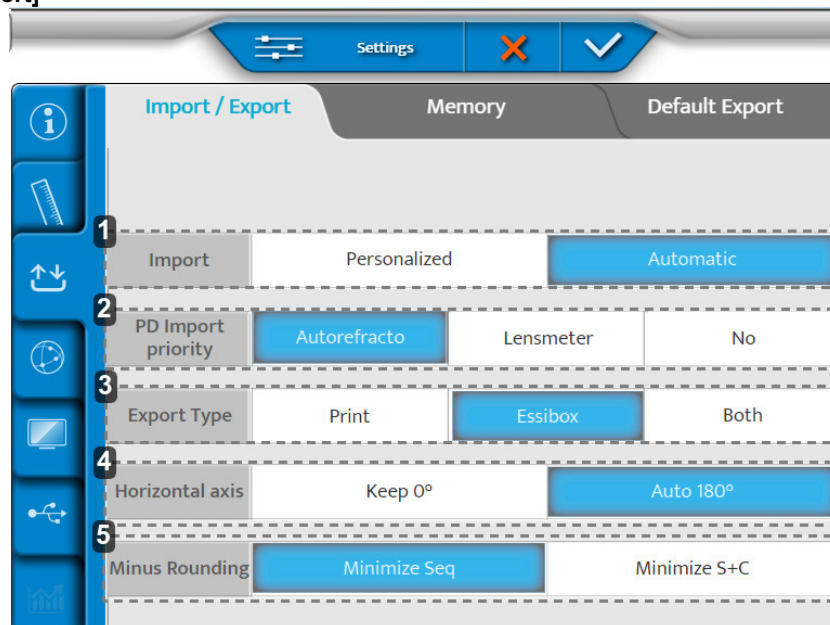 Settings
Import / Export Memory Default Export
1
Import Personalized Automatic
2
PD Import
priority Autorefracto Lensmeter No
3
Export Type Print Essibox Both
4
Horizontal axis Keep 0° Auto 180°
5
Minus Rounding Minimize Seq Minimize S+C